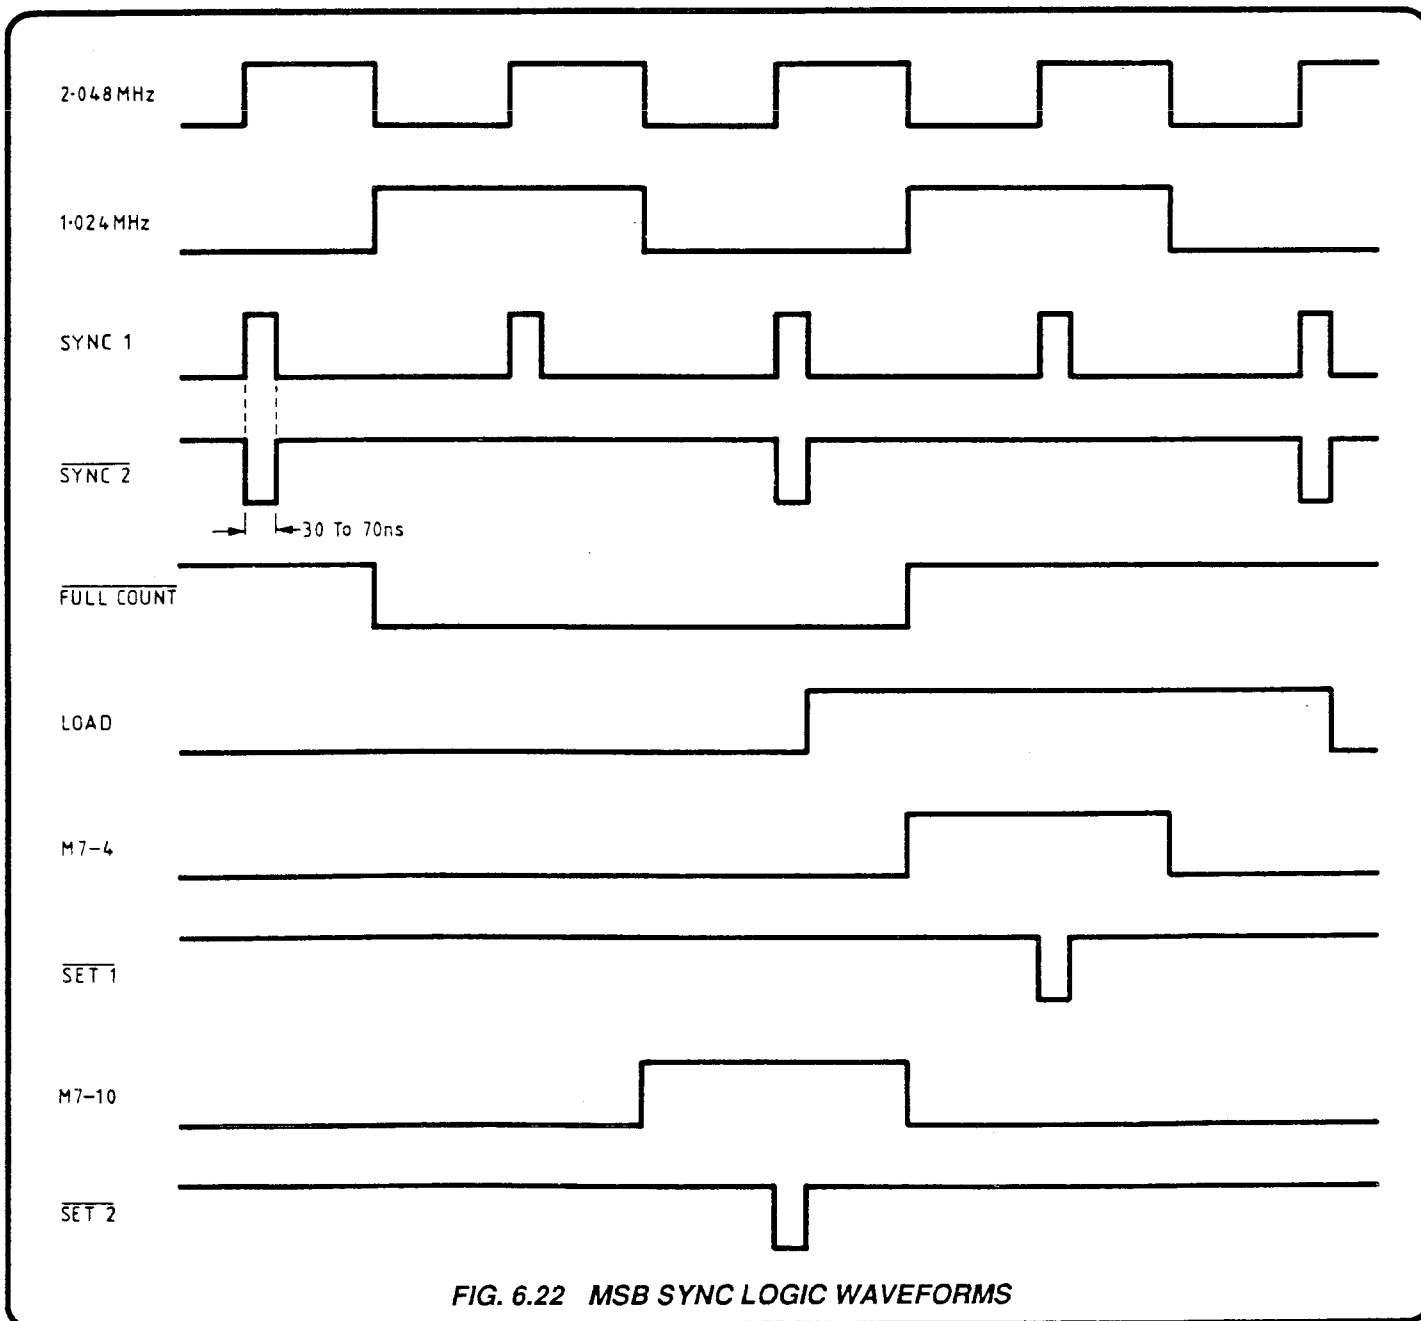 2·048 MHz
1·024 MHz
SYNC 1
SYNC 2
30 To 70ns
FULL COUNT
LOAD
M7-4
SET 1
M7-10
SET 2
FIG. 6.22 MSB SYNC LOGIC WAVEFORMS